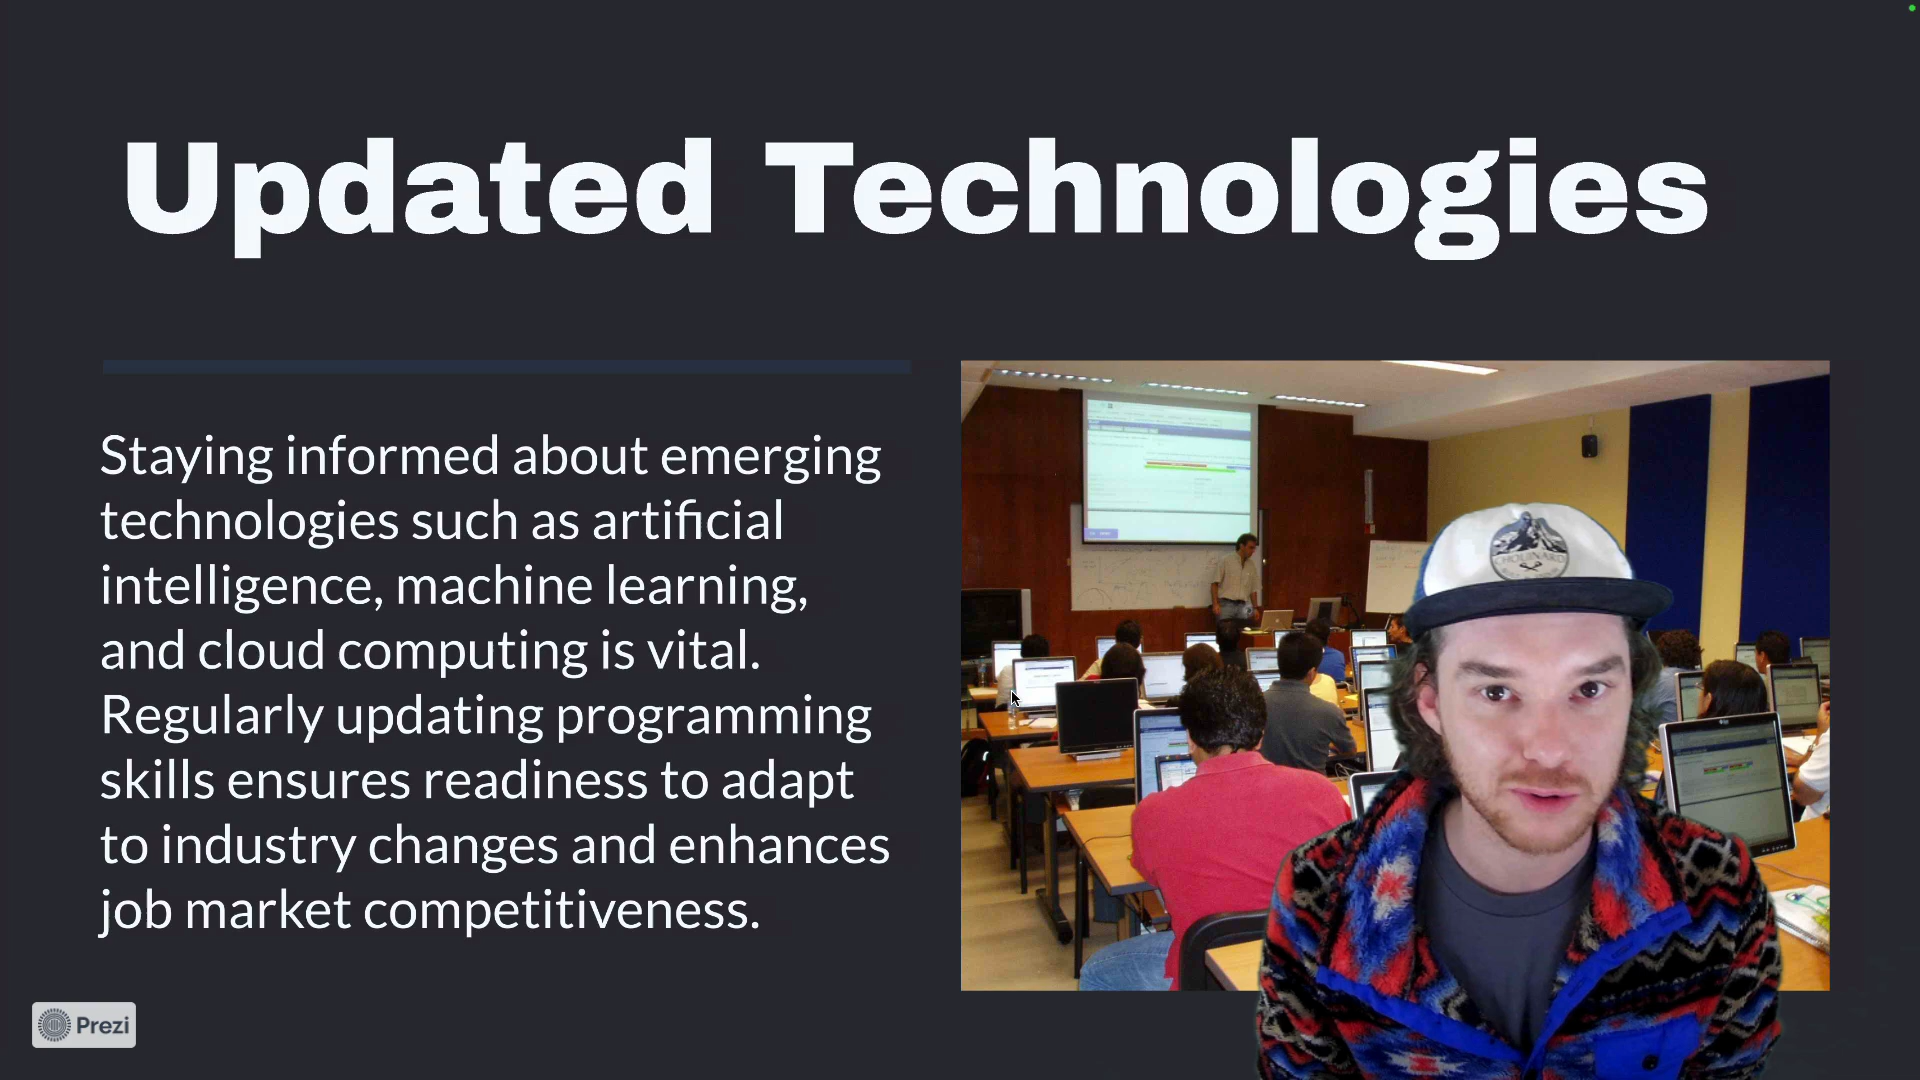 Updated Technologies
Staying informed about emerging
technologies such as artificial
intelligence, machine learning,
and cloud computing is vital.
Regularly updating programming
skills ensures readiness to adapt
to industry changes and enhances
job market competitiveness.
CHOUINARD
Prezi